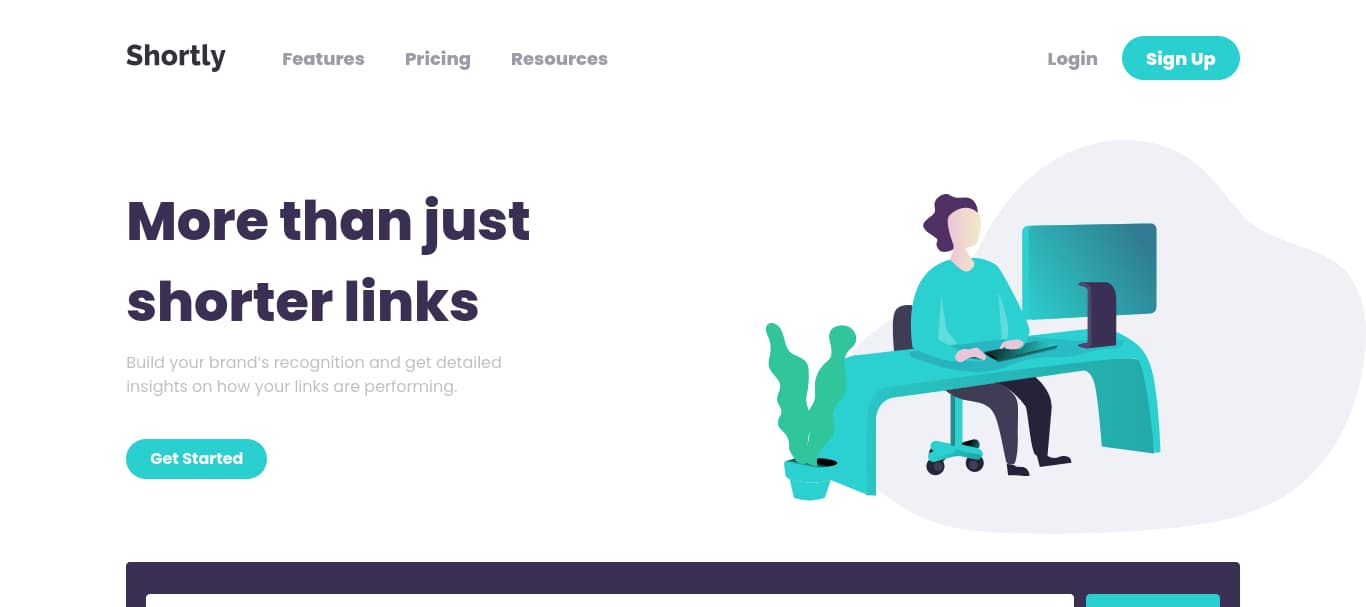 Shortly
Features
Pricing
Resources
Login
Sign Up
More than just
shorter links
Build your brand’s recognition and get detailed
insights on how your links are performing.
Get Started